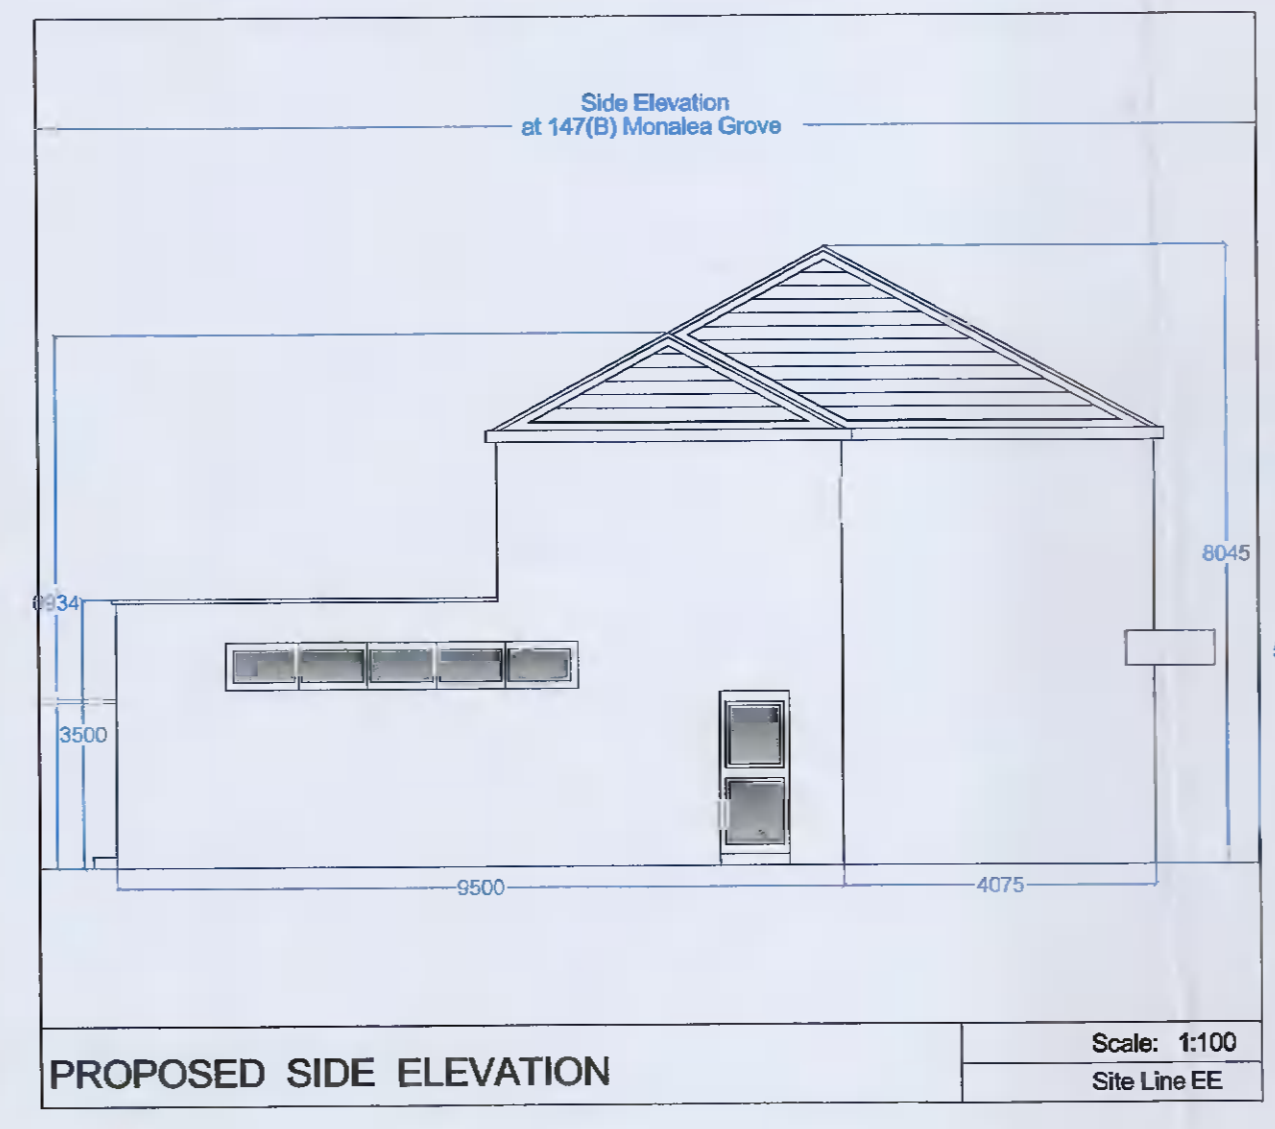 Side Elevation
at 147(B) Monalea Grove
8045
3500
9500
4075
PROPOSED SIDE ELEVATION
Scale: 1:100
Site Line EE